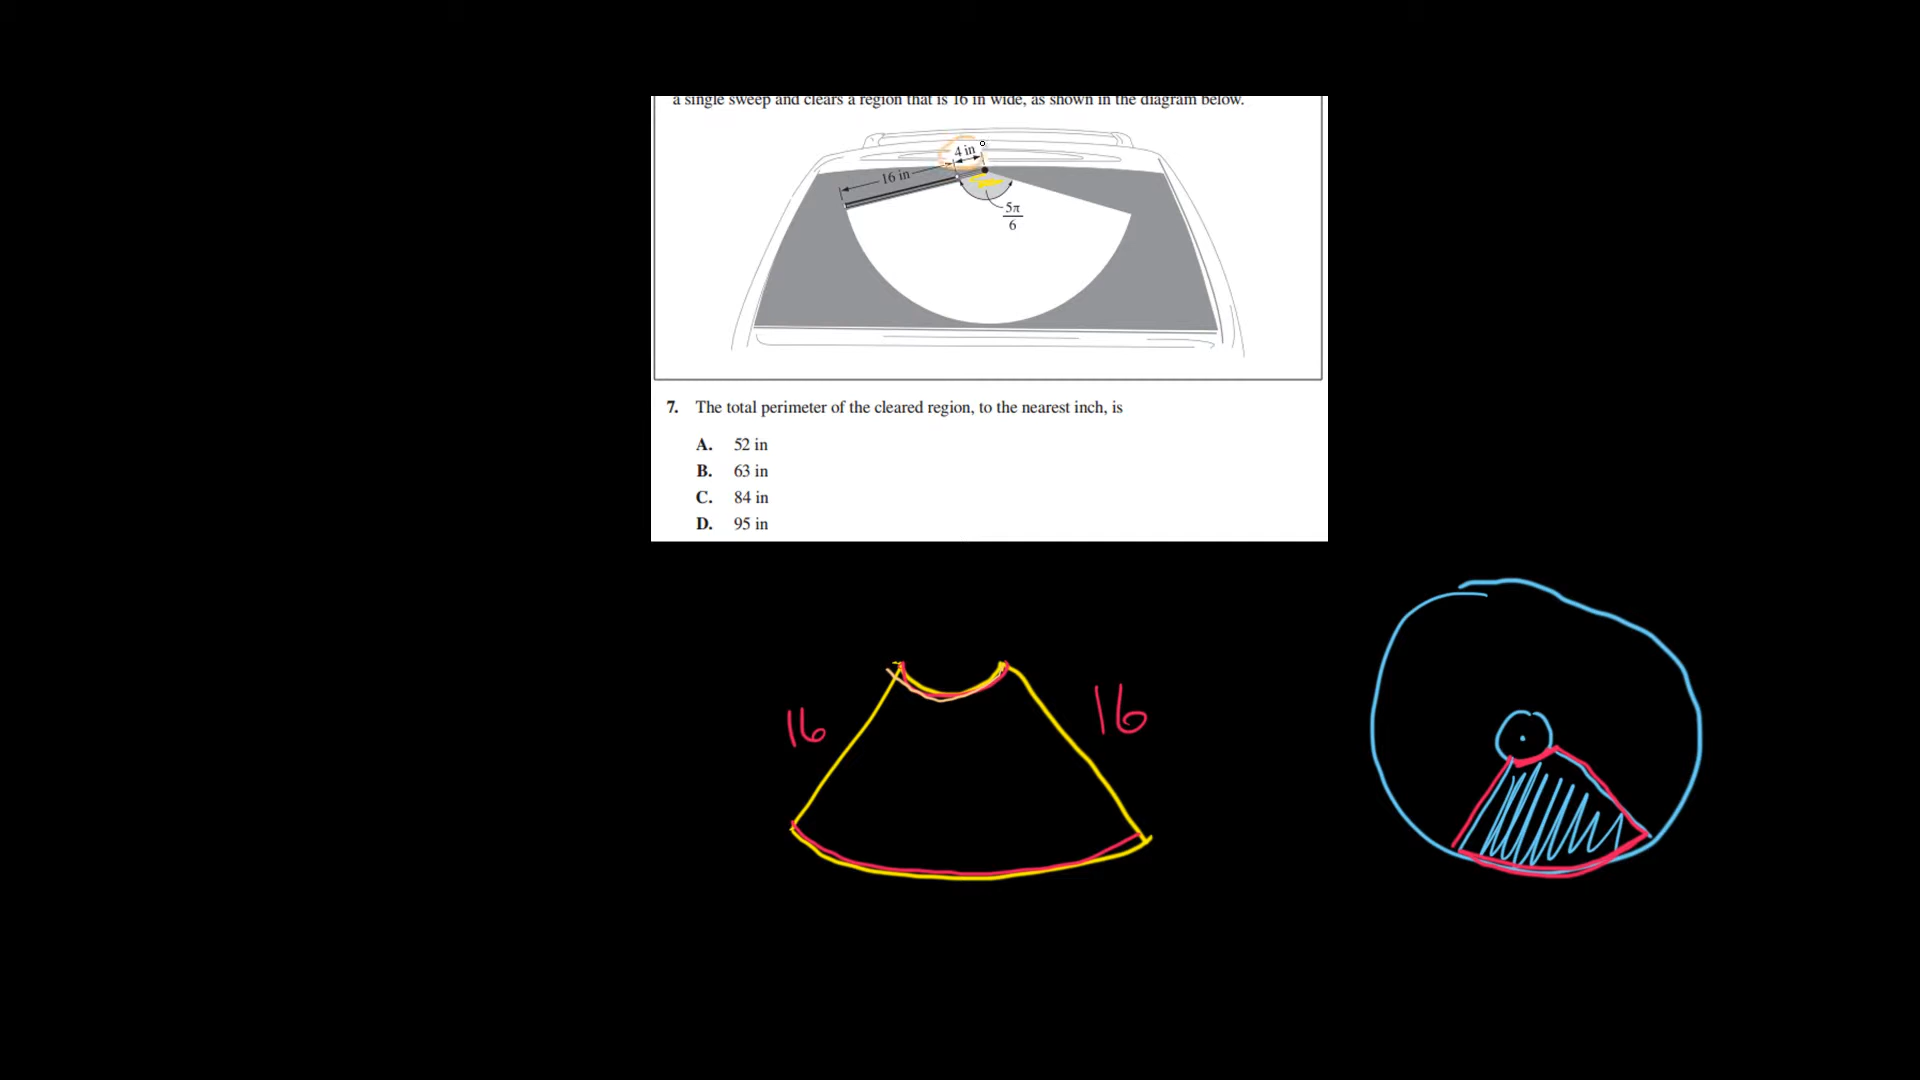 a single sweep and clears a region that is 16 in wide, as shown in the diagram below.
4 in
16 in
5π
6
7. The total perimeter of the cleared region, to the nearest inch, is
A. 52 in
B. 63 in
C. 84 in
D. 95 in
16
16